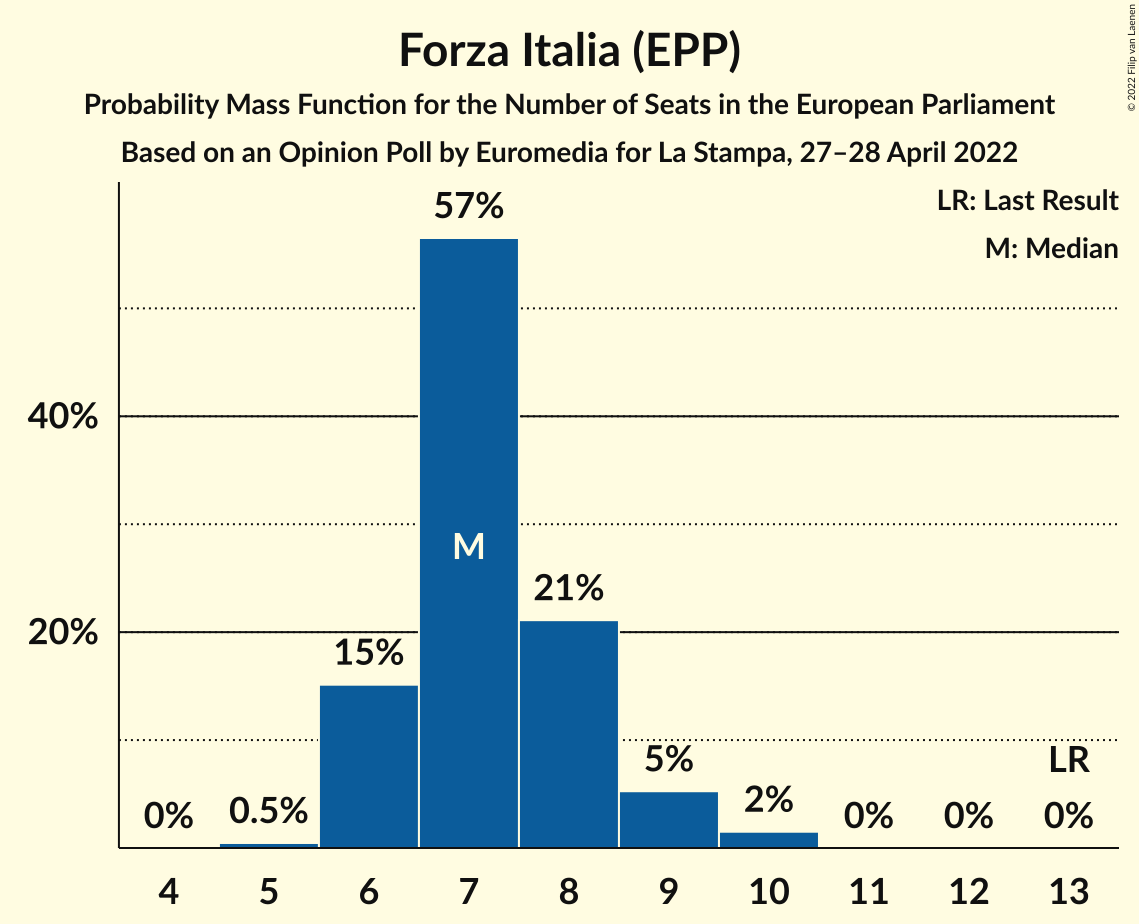 Forza Italia (EPP)
Probability Mass Function for the Number of Seats in the European Parliament
Based on an Opinion Poll by Euromedia for La Stampa, 27–28 April 2022
© 2022 Filip van Laenen
LR: Last Result
M: Median
40%
20%
0%
0.5%
15%
57%
M
21%
5%
2%
0%
0%
LR
0%
4 5 6 7 8 9 10 11 12 13